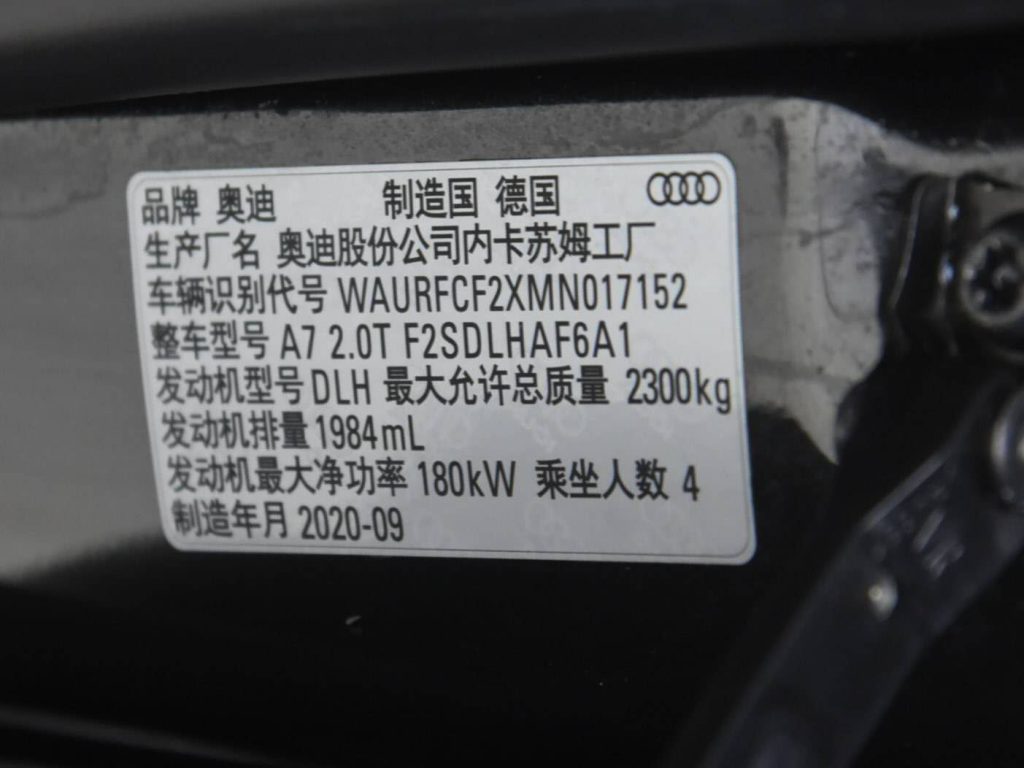 品牌 奥迪 制造国 德国
生产厂名 奥迪股份公司内卡苏姆工厂
车辆识别代号 WAURFCF2XMN017152
整车型号 A7 2.0T F2SDLHAF6A1
发动机型号 DLH 最大允许总质量 2300kg
发动机排量 1984mL
发动机最大净功率 180kW 乘坐人数 4
制造年月 2020-09